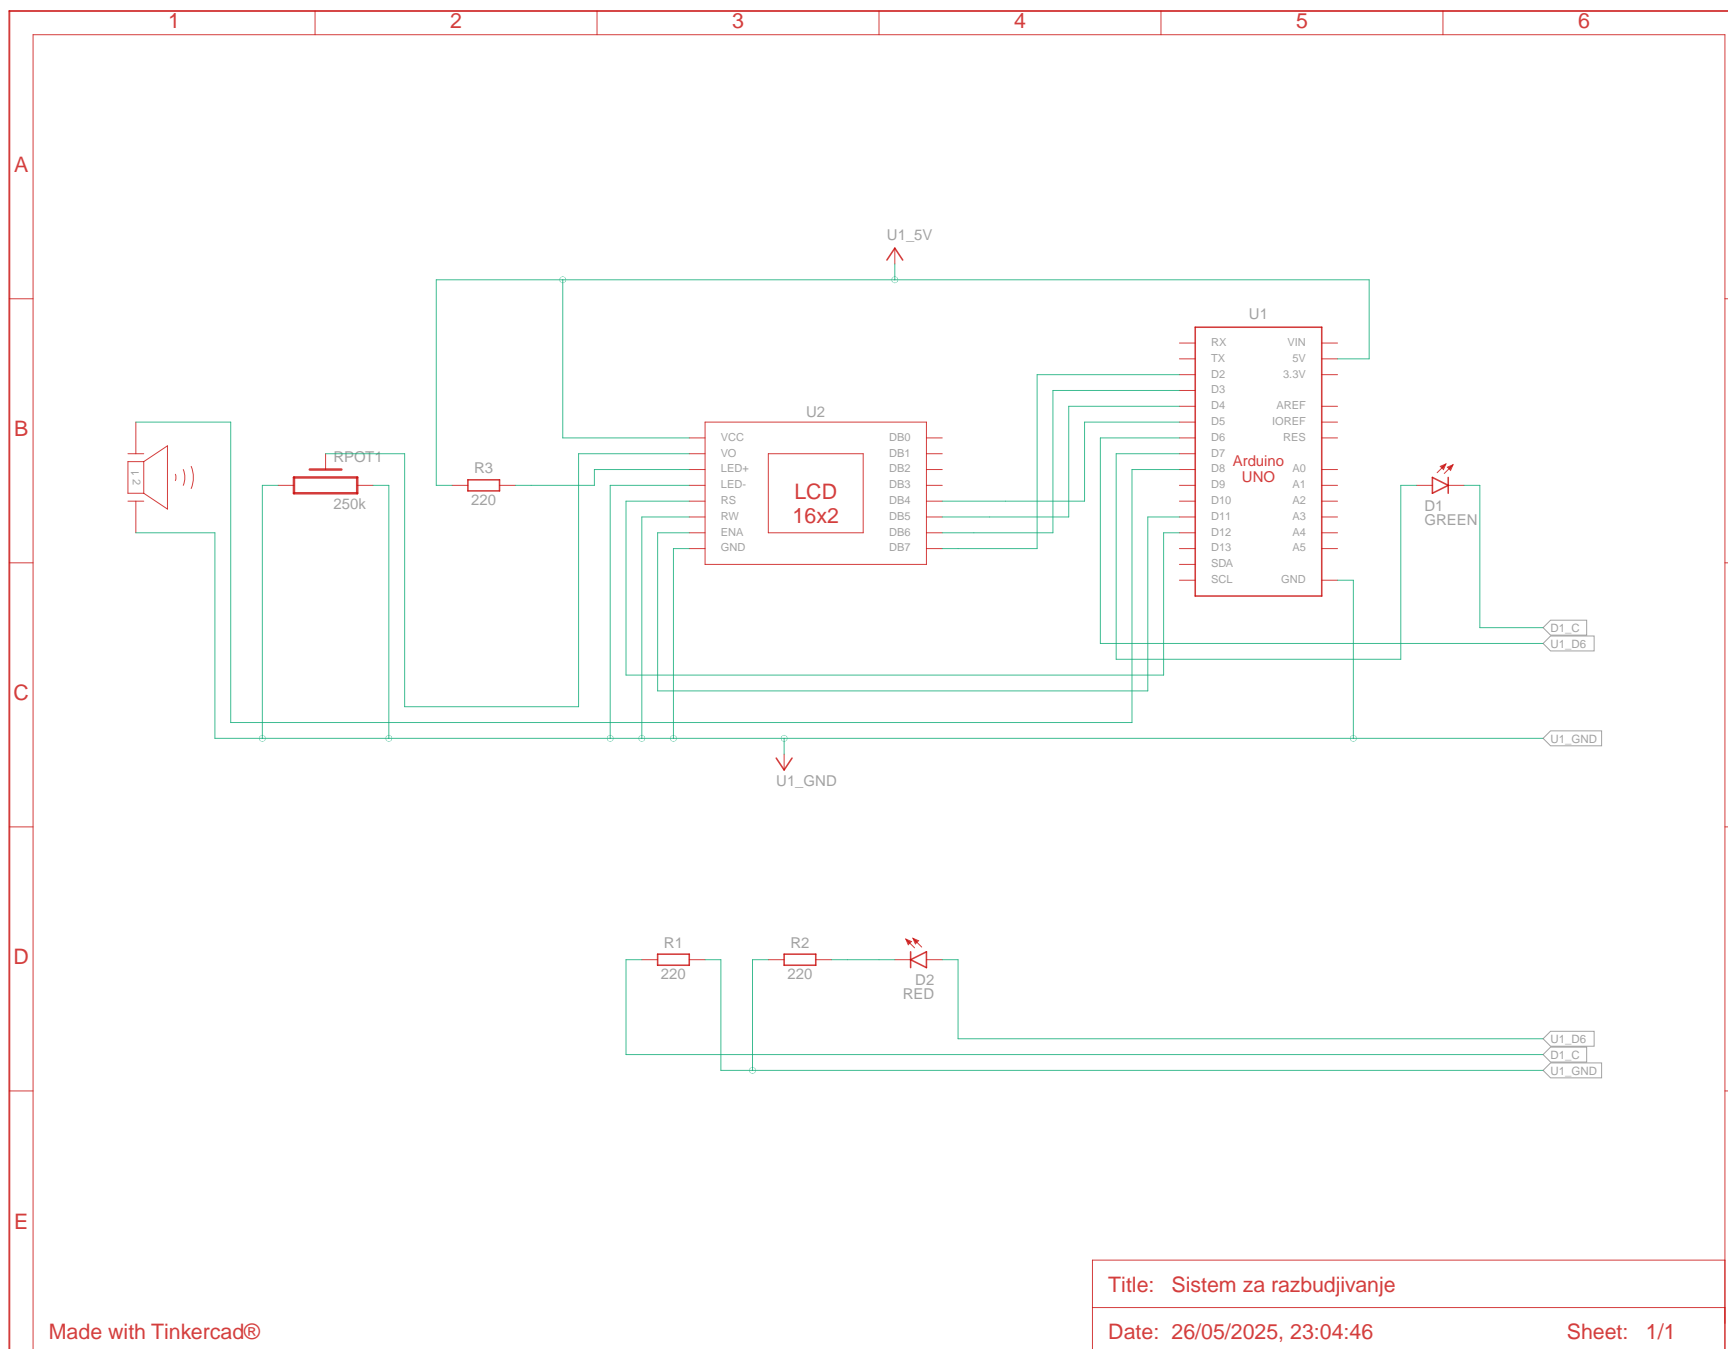 1 2 3 4 5 6
A
U1_5V
U1
RX VIN
TX 5V
D2 3.3V
D3
D4 AREF
D5 IOREF
D6 RES
D7
D8 A0
D9 A1
D10 A2
D11 A3
D12 A4
D13 A5
SDA
SCL GND
Arduino
UNO
B
U2
VCC DB0
VO DB1
LED+ DB2
LED- DB3
RS DB4
RW DB5
ENA DB6
GND DB7
LCD
16x2
1 2
RPOT1
250k
R3
220
D1
GREEN
D1_C
U1_D6
C
U1_GND
U1_GND
D
R1
220
R2
220
D2
RED
U1_D6
D1_C
U1_GND
E
Title: Sistem za razbudjivanje
Made with Tinkercad®
Date: 26/05/2025, 23:04:46 Sheet: 1/1